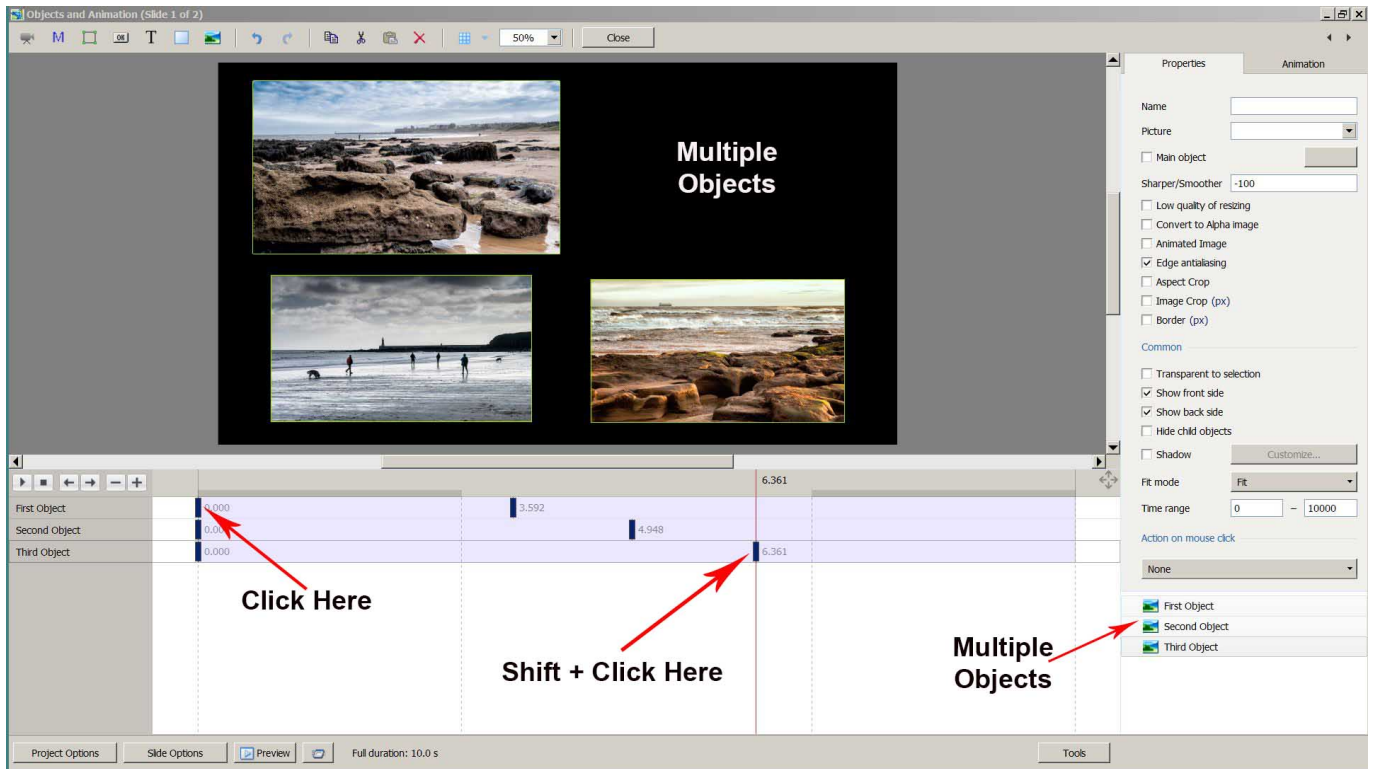 Objects and Animation (Slide 1 of 2)
M OK T 50% Close
Properties Animation
Multiple
Objects
Name
Picture
Main object
Sharper/Smoother -100
Low quality of resizing
Convert to Alpha image
Animated Image
Edge antialiasing
Aspect Crop
Image Crop (px)
Border (px)
Common
Transparent to selection
Show front side
Show back side
Hide child objects
Shadow Customize...
Fit mode Fit
Time range 0 – 10000
Action on mouse click
None
First Object
Second Object
Third Object
6.361
First Object 0.000 3.592
Second Object 0.000 4.948
Third Object 0.000 6.361
Click Here
Shift + Click Here
Multiple
Objects
Project Options Slide Options Preview Full duration: 10.0 s Tools